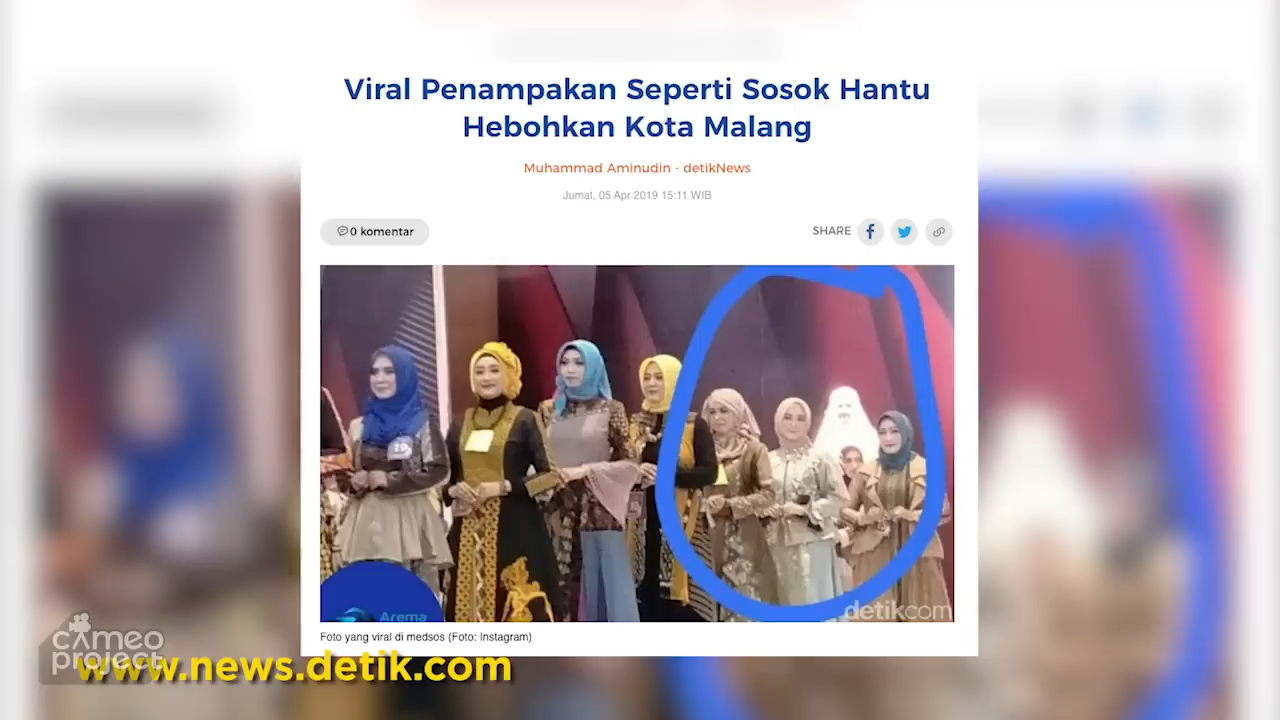 Viral Penampakan Seperti Sosok Hantu
Hebohkan Kota Malang
Muhammad Aminudin - detikNews
Jumat, 05 Apr 2019 15:11 WIB
0 komentar
SHARE
Arema
detikcom
Foto yang viral di medsos (Foto: Instagram)
cameo
project
www.news.detik.com